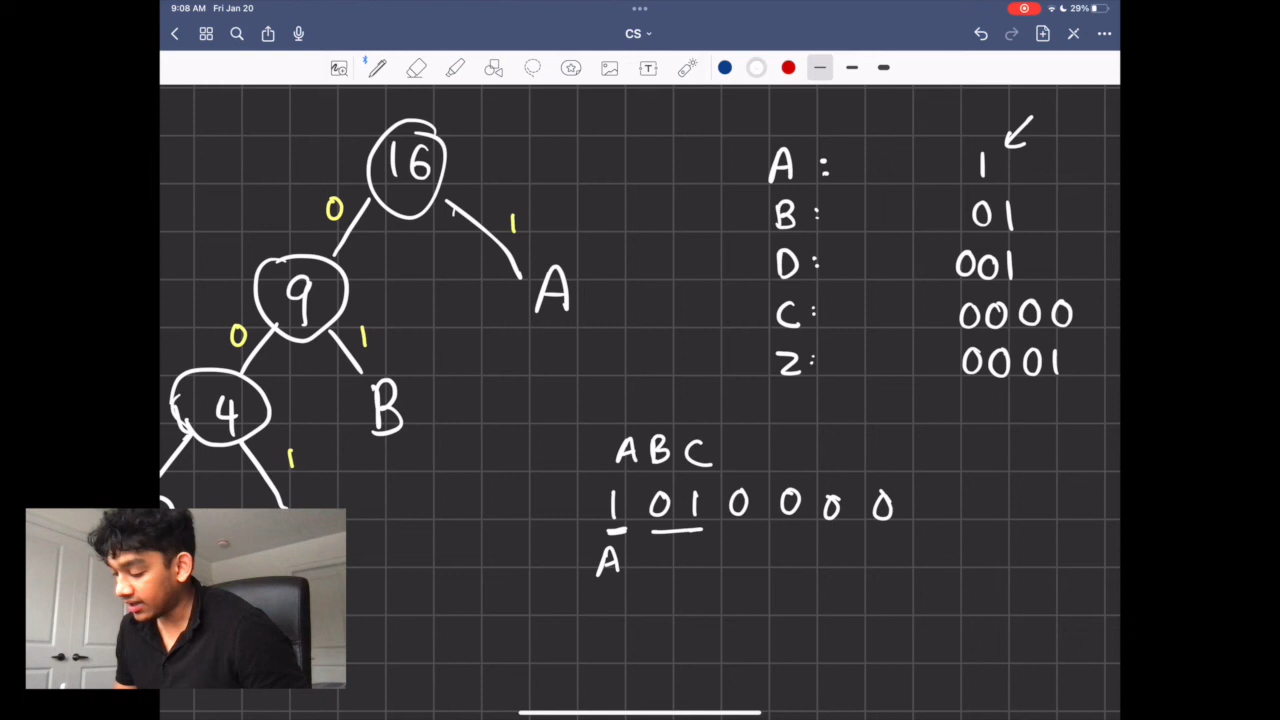 9:08 AM Fri Jan 20
29%
CS
T
16
0
1
9
A
0
1
4
B
1
A : 1
B : 01
D : 001
C : 0000
Z : 0001
A B C
1 0 1 0 0 0 0
A